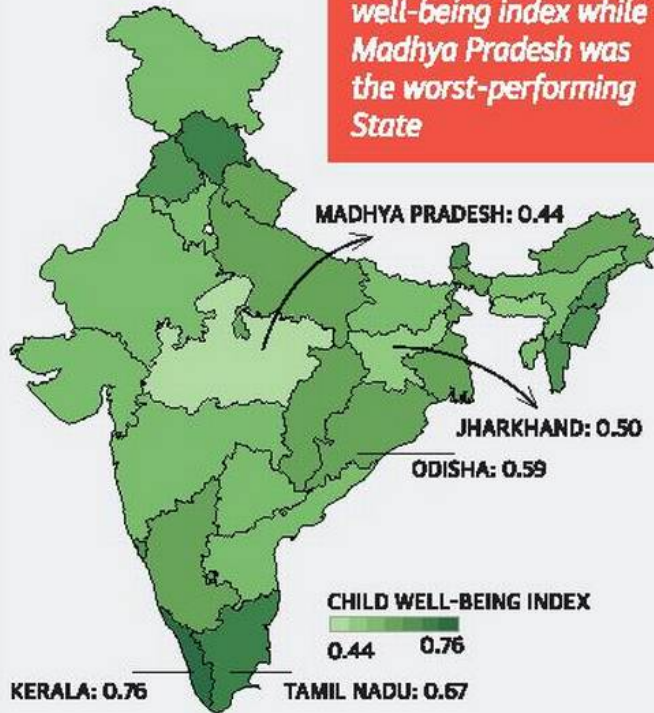 well-being index while
Madhya Pradesh was
the worst-performing
State
MADHYA PRADESH: 0.44
JHARKHAND: 0.50
ODISHA: 0.59
CHILD WELL-BEING INDEX
0.44 0.76
KERALA: 0.76 TAMIL NADU: 0.67